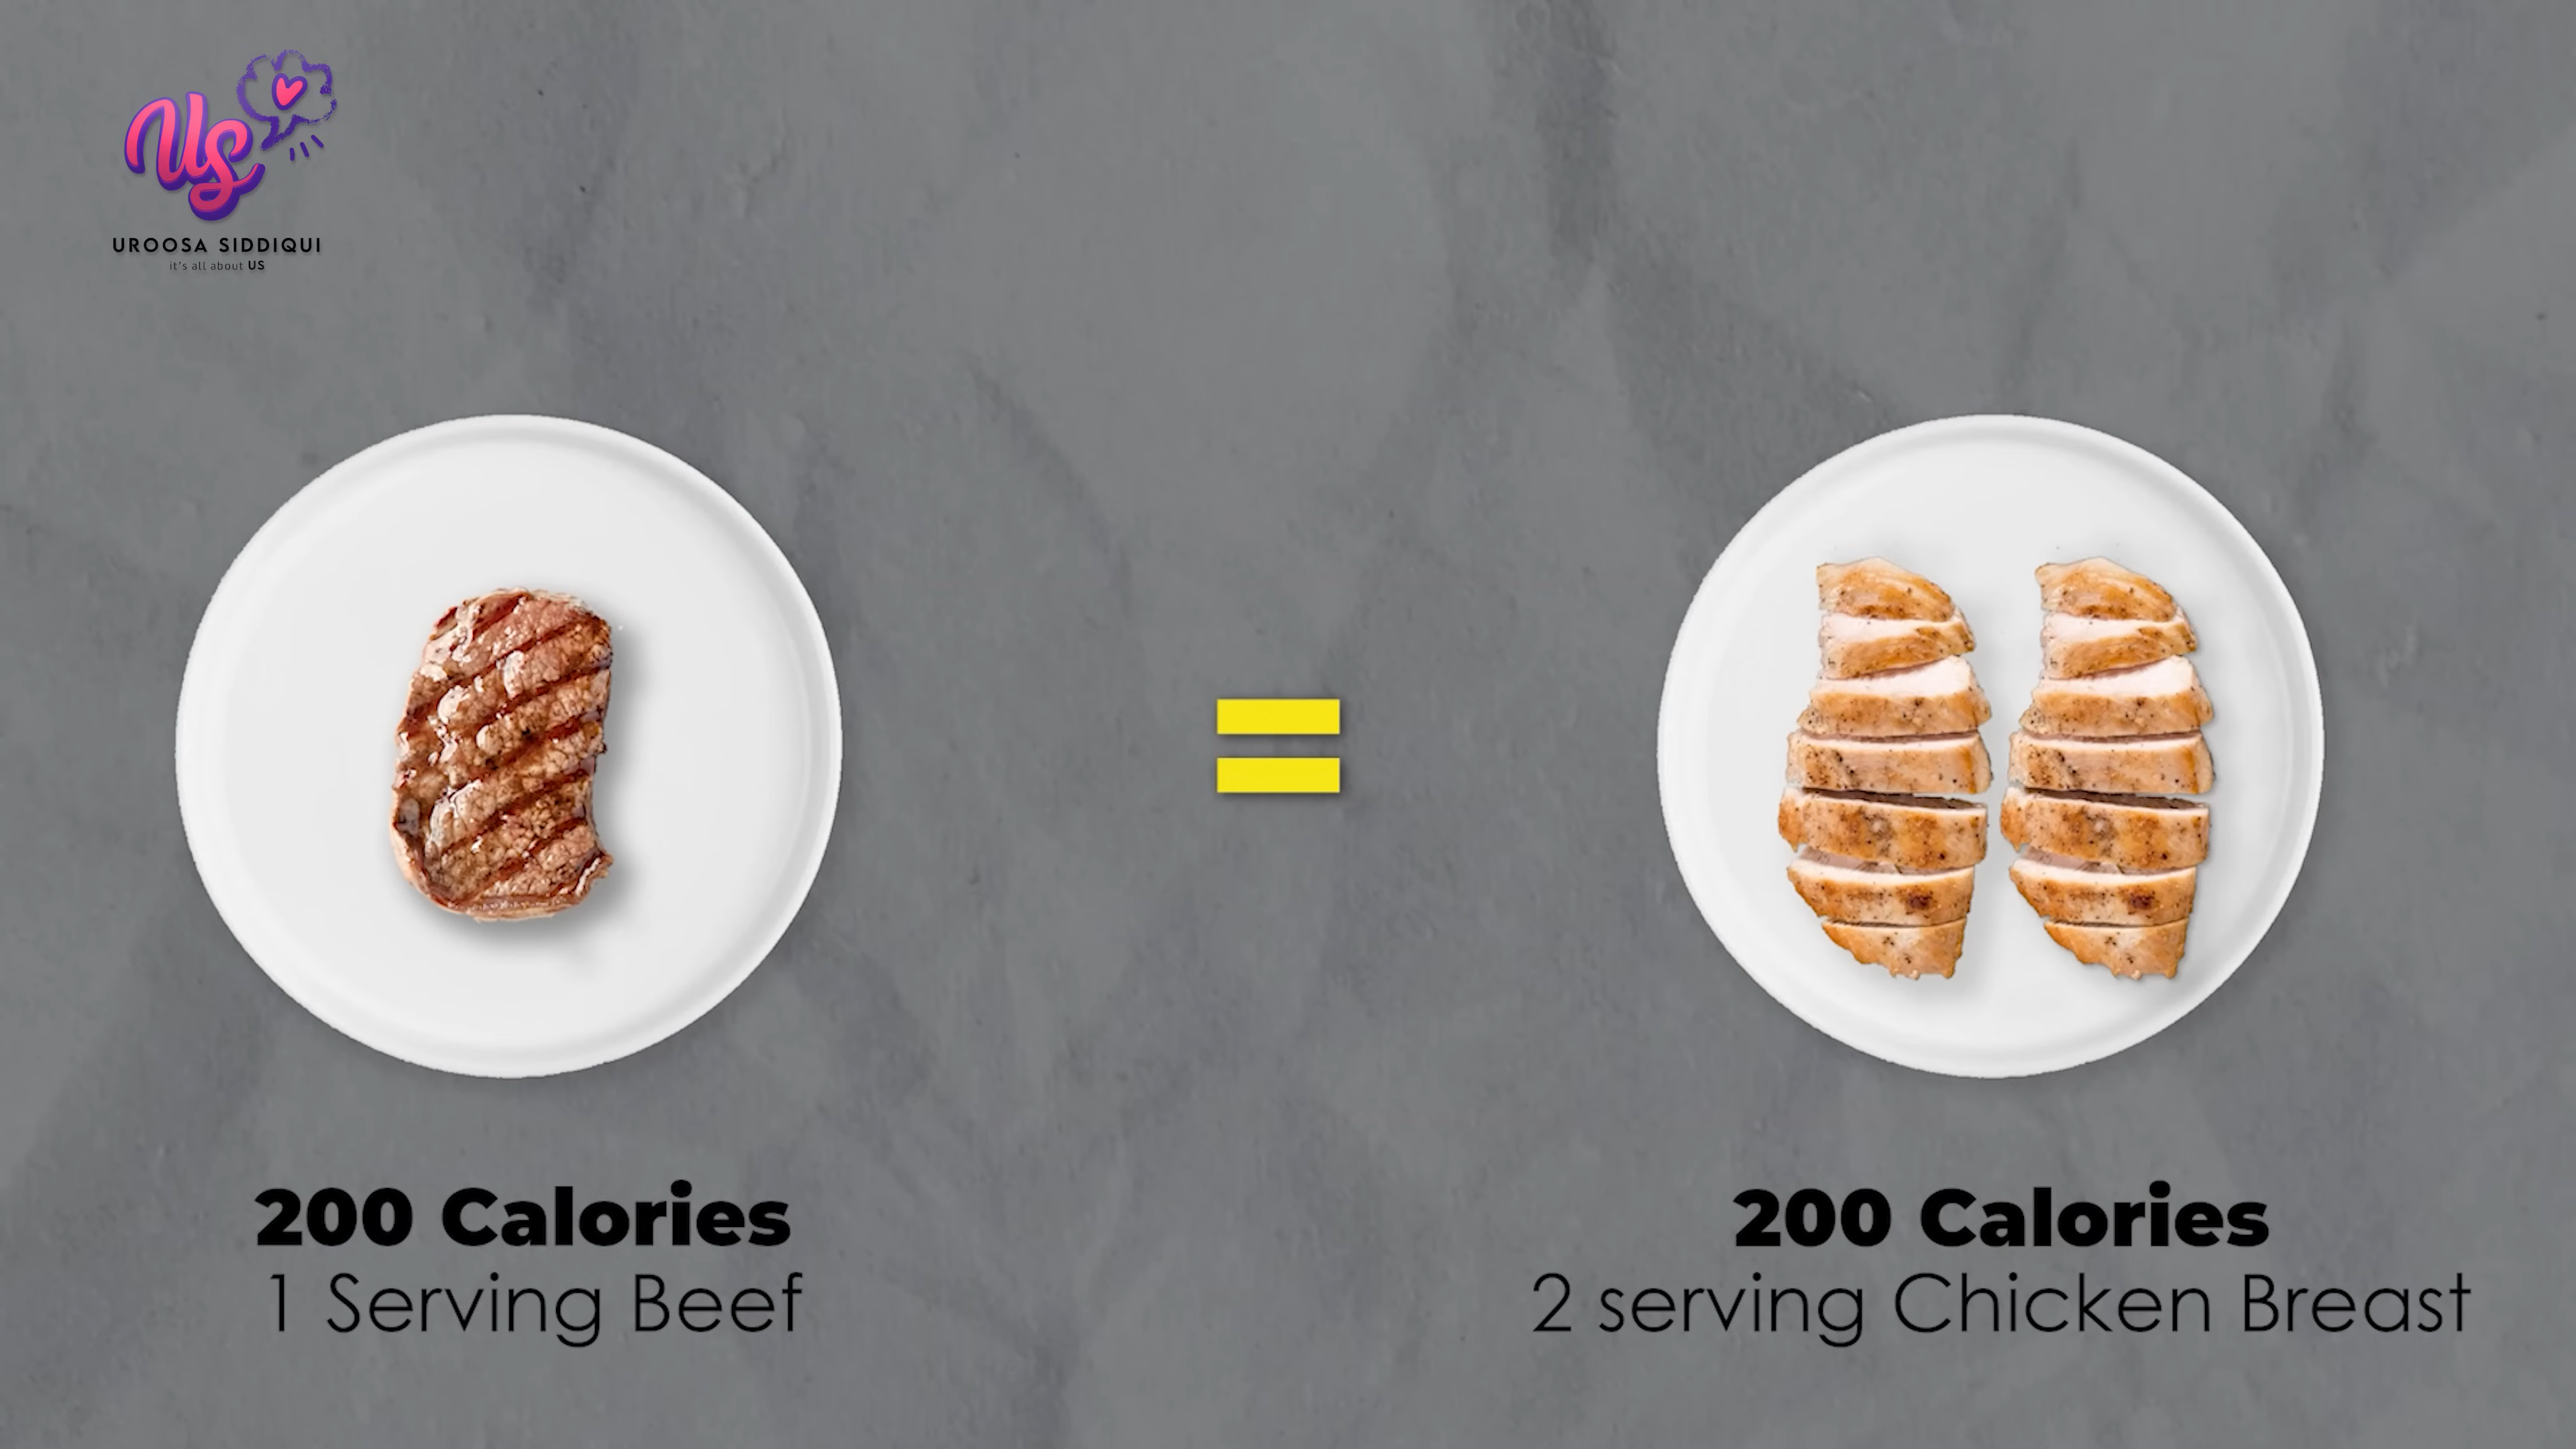 Us
UROOSA SIDDIQUI
it's all about US
200 Calories
1 Serving Beef
200 Calories
2 serving Chicken Breast